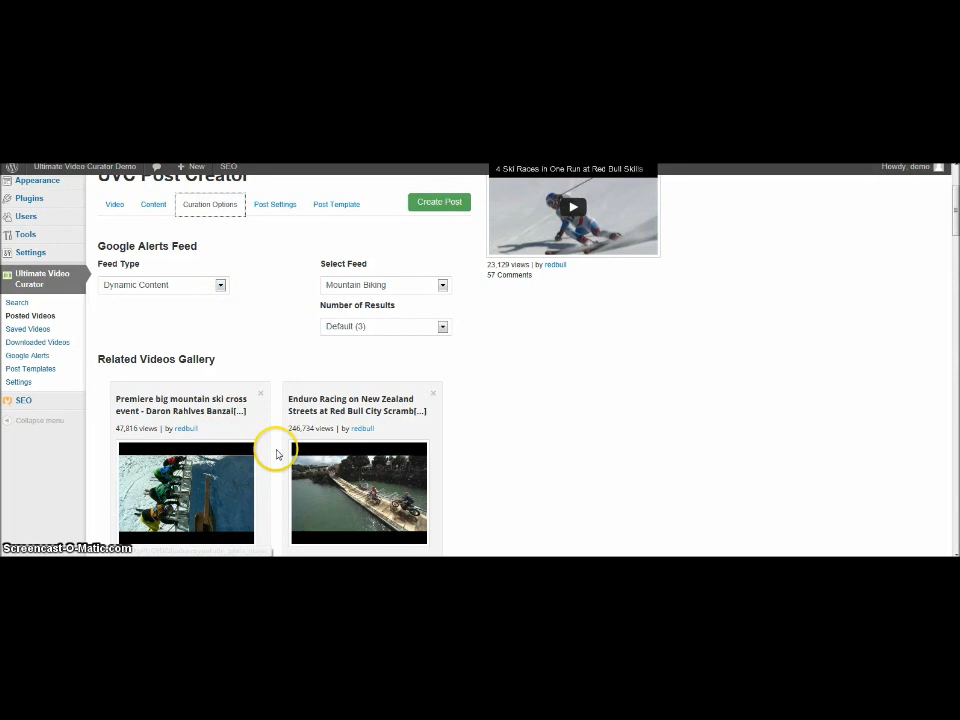 Ultimate Video Curator Demo
New
SEO
Howdy, demo
Appearance
Plugins
Users
Tools
Settings
Ultimate Video
Curator
Search
Posted Videos
Saved Videos
Downloaded Videos
Google Alerts
Post Templates
Settings
SEO
Collapse menu
UVC Post Creator
Video
Content
Curation Options
Post Settings
Post Template
Create Post
Google Alerts Feed
Feed Type
Dynamic Content
Select Feed
Mountain Biking
Number of Results
Default (3)
Related Videos Gallery
Premiere big mountain ski cross
event - Daron Rahlves Banzai[...]
47,816 views | by redbull
Enduro Racing on New Zealand
Streets at Red Bull City Scramb[...]
246,734 views | by redbull
4 Ski Races in One Run at Red Bull Skills
23,129 views | by redbull
57 Comments
Screencast-O-Matic.com